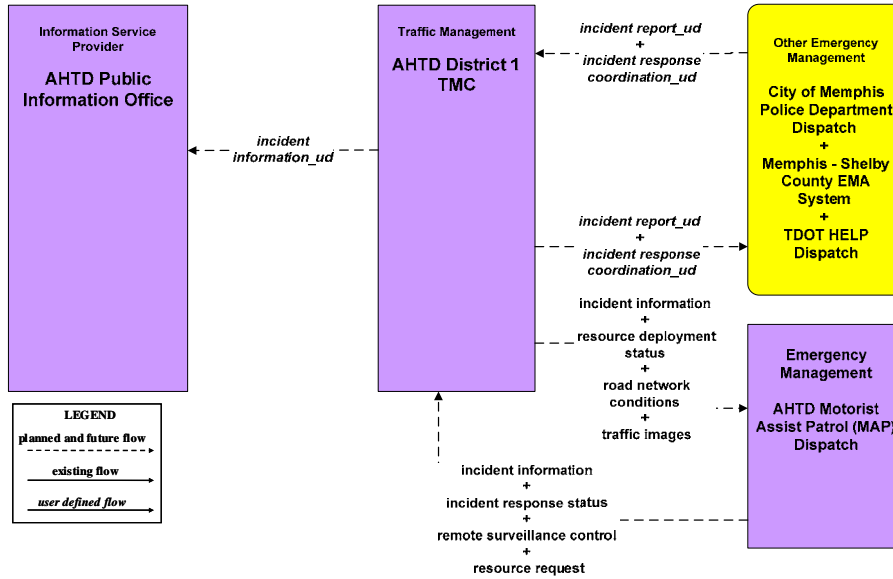 Information Service
Provider
AHTD Public
Information Office
Traffic Management
AHTD District 1
TMC
incident report_ud
+
incident response
coordination_ud
Other Emergency
Management
City of Memphis
Police Department
Dispatch
+
Memphis - Shelby
County EMA
System
+
TDOT HELP
Dispatch
incident
information_ud
incident report_ud
+
incident response
coordination_ud
incident information
+
resource deployment
status
+
road network
conditions
+
traffic images
Emergency
Management
AHTD Motorist
Assist Patrol (MAP)
Dispatch
LEGEND
planned and future flow
existing flow
user defined flow
incident information
+
incident response status
+
remote surveillance control
+
resource request